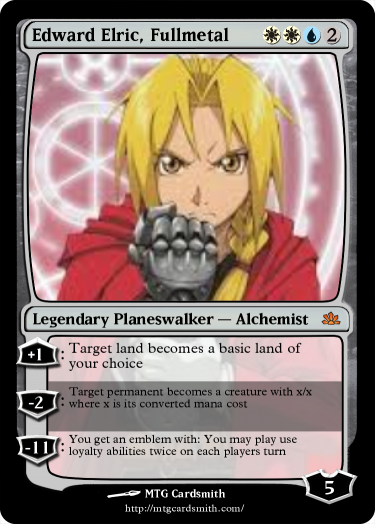 Edward Elric, Fullmetal 2
Legendary Planeswalker — Alchemist
+1: Target land becomes a basic land of
your choice
-2: Target permanent becomes a creature with x/x
where x is its converted mana cost
-11: You get an emblem with: You may play use
loyalty abilities twice on each players turn
5
MTG Cardsmith
http://mtgcardsmith.com/